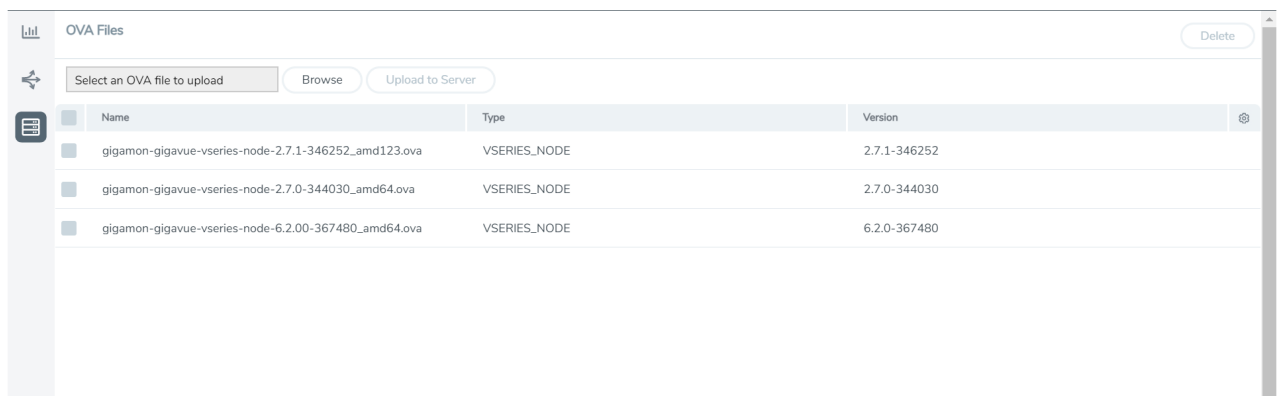 OVA Files
Delete
Select an OVA file to upload Browse Upload to Server
Name Type Version
gigamon-gigavue-vseries-node-2.7.1-346252_amd123.ova VSERIES_NODE 2.7.1-346252
gigamon-gigavue-vseries-node-2.7.0-344030_amd64.ova VSERIES_NODE 2.7.0-344030
gigamon-gigavue-vseries-node-6.2.00-367480_amd64.ova VSERIES_NODE 6.2.0-367480